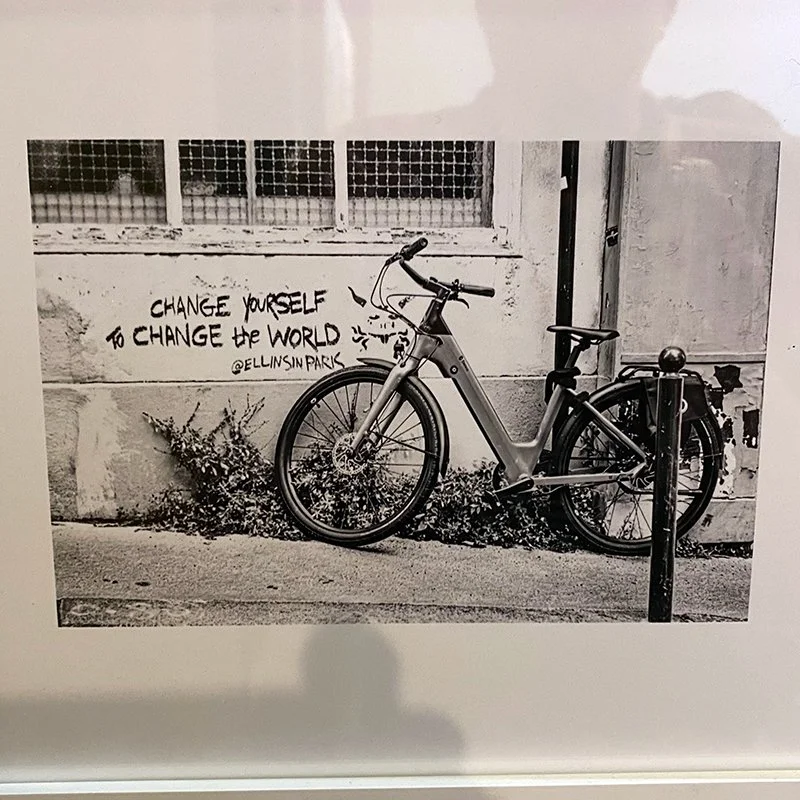 CHANGE YOURSELF
TO CHANGE the WORLD
@ELLINSINPARIS